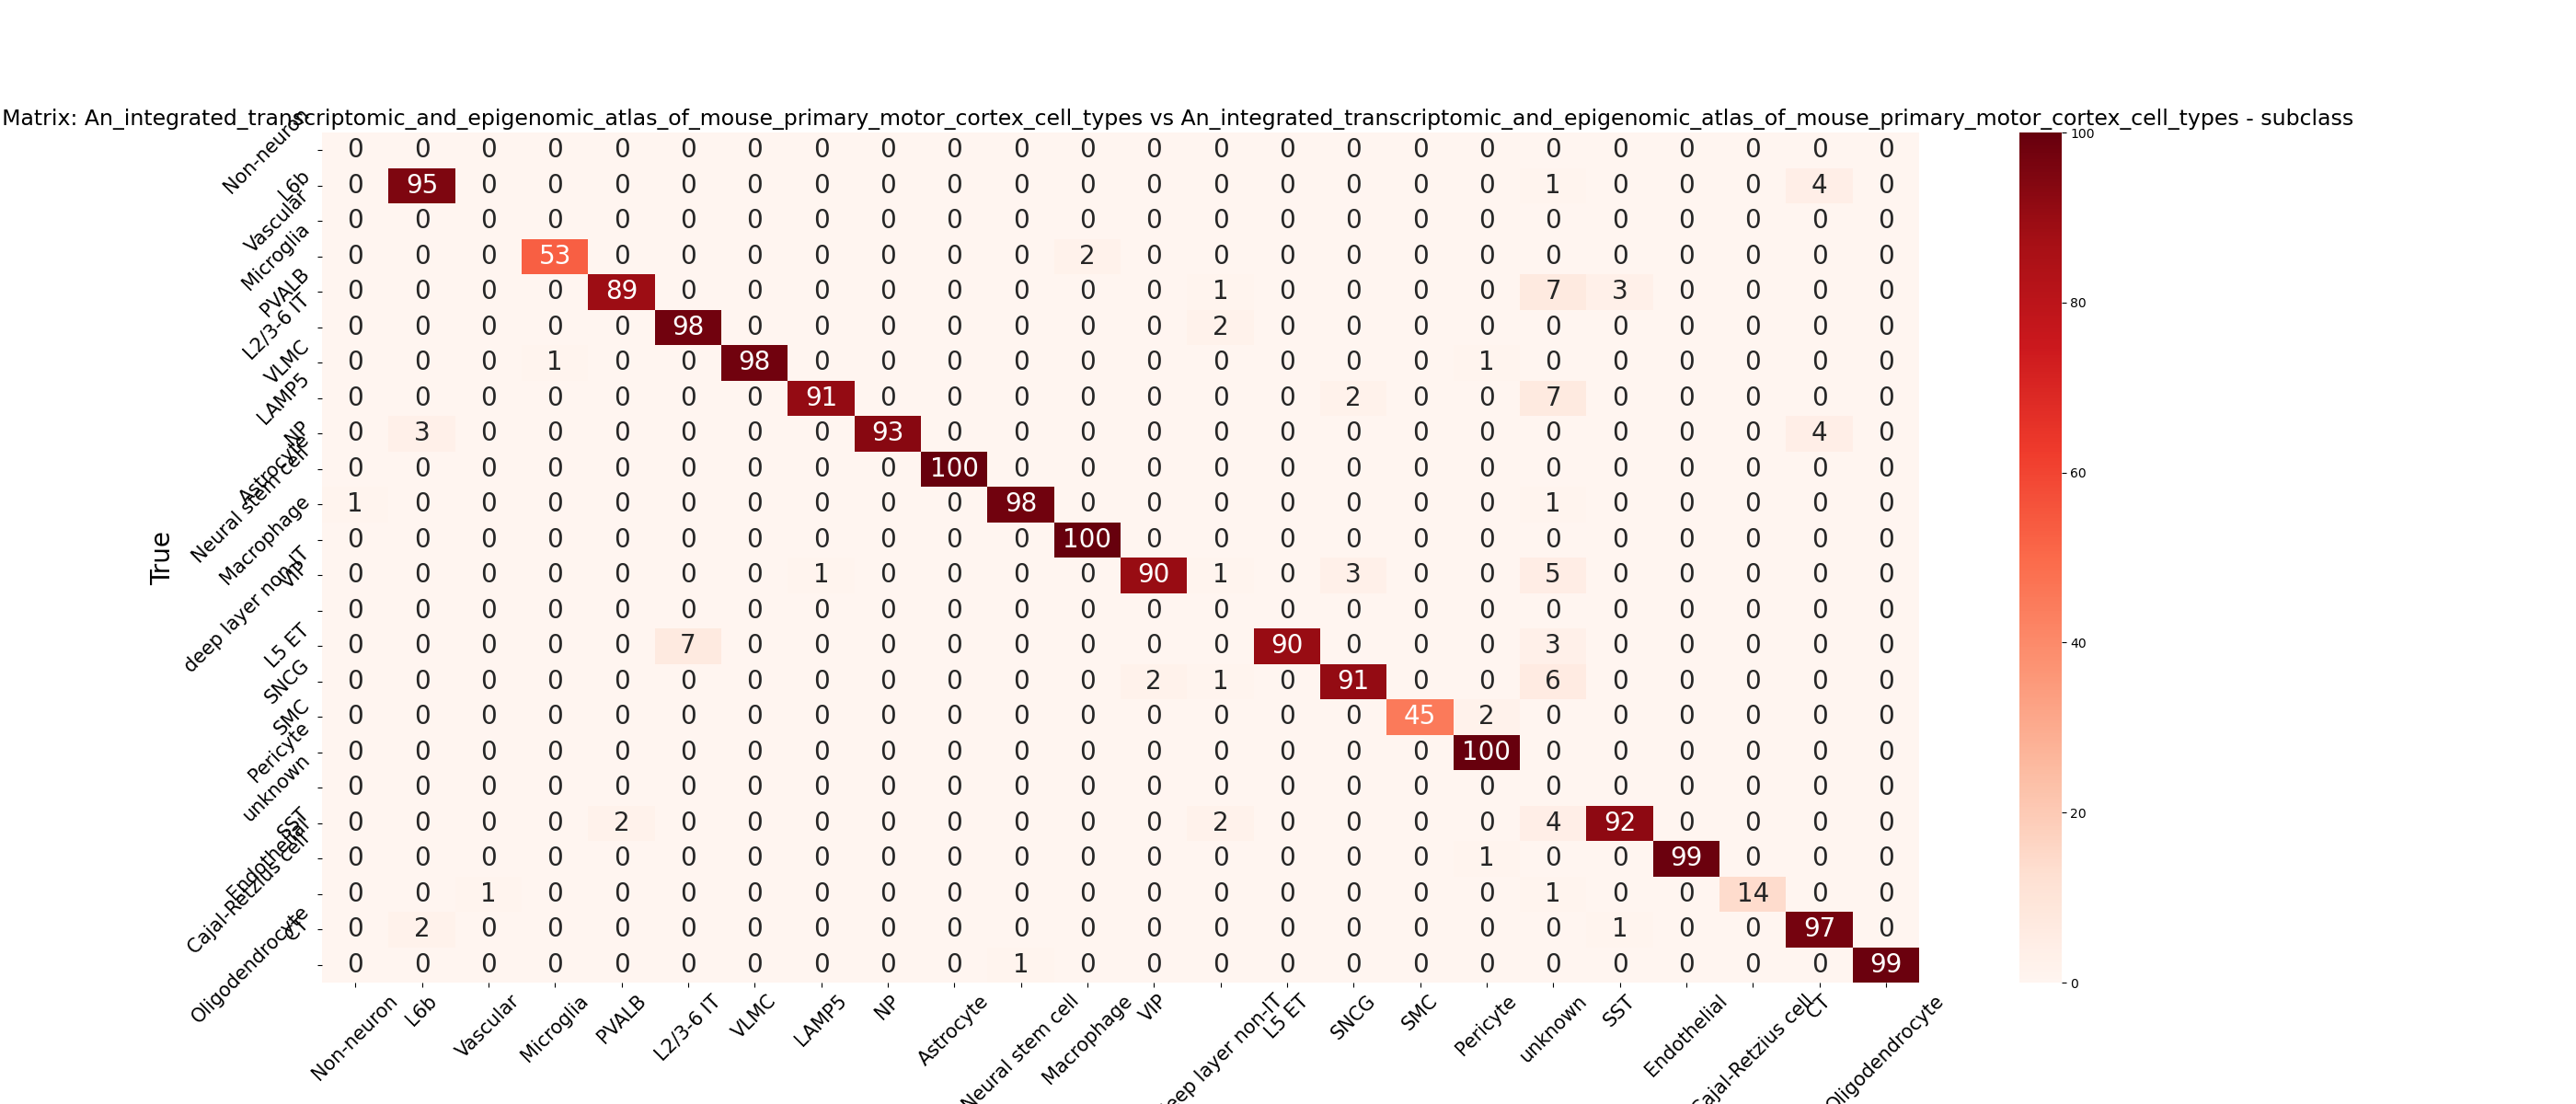 Matrix: An_integrated_transcriptomic_and_epigenomic_atlas_of_mouse_primary_motor_cortex_cell_types vs An_integrated_transcriptomic_and_epigenomic_atlas_of_mouse_primary_motor_cortex_cell_types - subclass
True
Non-neuron 0 0 0 0 0 0 0 0 0 0 0 0 0 0 0 0 0 0 0 0 0 0 0 0
L6b 0 95 0 0 0 0 0 0 0 0 0 0 0 0 0 0 0 0 1 0 0 0 4 0
Vascular 0 0 0 0 0 0 0 0 0 0 0 0 0 0 0 0 0 0 0 0 0 0 0 0
Microglia 0 0 0 53 0 0 0 0 0 0 0 2 0 0 0 0 0 0 0 0 0 0 0 0
PVALB 0 0 0 0 89 0 0 0 0 0 0 0 0 1 0 0 0 0 7 3 0 0 0 0
L2/3-6 IT 0 0 0 0 0 98 0 0 0 0 0 0 0 2 0 0 0 0 0 0 0 0 0 0
VLMC 0 0 0 1 0 0 98 0 0 0 0 0 0 0 0 0 0 1 0 0 0 0 0 0
LAMP5 0 0 0 0 0 0 0 91 0 0 0 0 0 0 0 2 0 0 7 0 0 0 0 0
NP 0 3 0 0 0 0 0 0 93 0 0 0 0 0 0 0 0 0 0 0 0 0 4 0
Astrocyte 0 0 0 0 0 0 0 0 0 100 0 0 0 0 0 0 0 0 0 0 0 0 0 0
Neural stem cell 1 0 0 0 0 0 0 0 0 0 98 0 0 0 0 0 0 0 1 0 0 0 0 0
Macrophage 0 0 0 0 0 0 0 0 0 0 0 100 0 0 0 0 0 0 0 0 0 0 0 0
VIP 0 0 0 0 0 0 0 1 0 0 0 0 90 1 0 3 0 0 5 0 0 0 0 0
deep layer non-IT 0 0 0 0 0 0 0 0 0 0 0 0 0 0 0 0 0 0 0 0 0 0 0 0
L5 ET 0 0 0 0 0 7 0 0 0 0 0 0 0 0 90 0 0 0 3 0 0 0 0 0
SNCG 0 0 0 0 0 0 0 0 0 0 0 0 2 1 0 91 0 0 6 0 0 0 0 0
SMC 0 0 0 0 0 0 0 0 0 0 0 0 0 0 0 0 45 2 0 0 0 0 0 0
Pericyte 0 0 0 0 0 0 0 0 0 0 0 0 0 0 0 0 0 100 0 0 0 0 0 0
unknown 0 0 0 0 0 0 0 0 0 0 0 0 0 0 0 0 0 0 0 0 0 0 0 0
SST 0 0 0 0 2 0 0 0 0 0 0 0 0 2 0 0 0 0 4 92 0 0 0 0
Endothelial 0 0 0 0 0 0 0 0 0 0 0 0 0 0 0 0 0 1 0 0 99 0 0 0
Cajal-Retzius cell 0 0 1 0 0 0 0 0 0 0 0 0 0 0 0 0 0 0 1 0 0 14 0 0
CT 0 2 0 0 0 0 0 0 0 0 0 0 0 0 0 0 0 0 0 1 0 0 97 0
Oligodendrocyte 0 0 0 0 0 0 0 0 0 0 1 0 0 0 0 0 0 0 0 0 0 0 0 99
Non-neuron L6b Vascular Microglia PVALB L2/3-6 IT VLMC LAMP5 NP Astrocyte Neural stem cell Macrophage VIP eep layer non-IT L5 ET SNCG SMC Pericyte unknown SST Endothelial Cajal-Retzius cell CT Oligodendrocyte
100
80
60
40
20
0